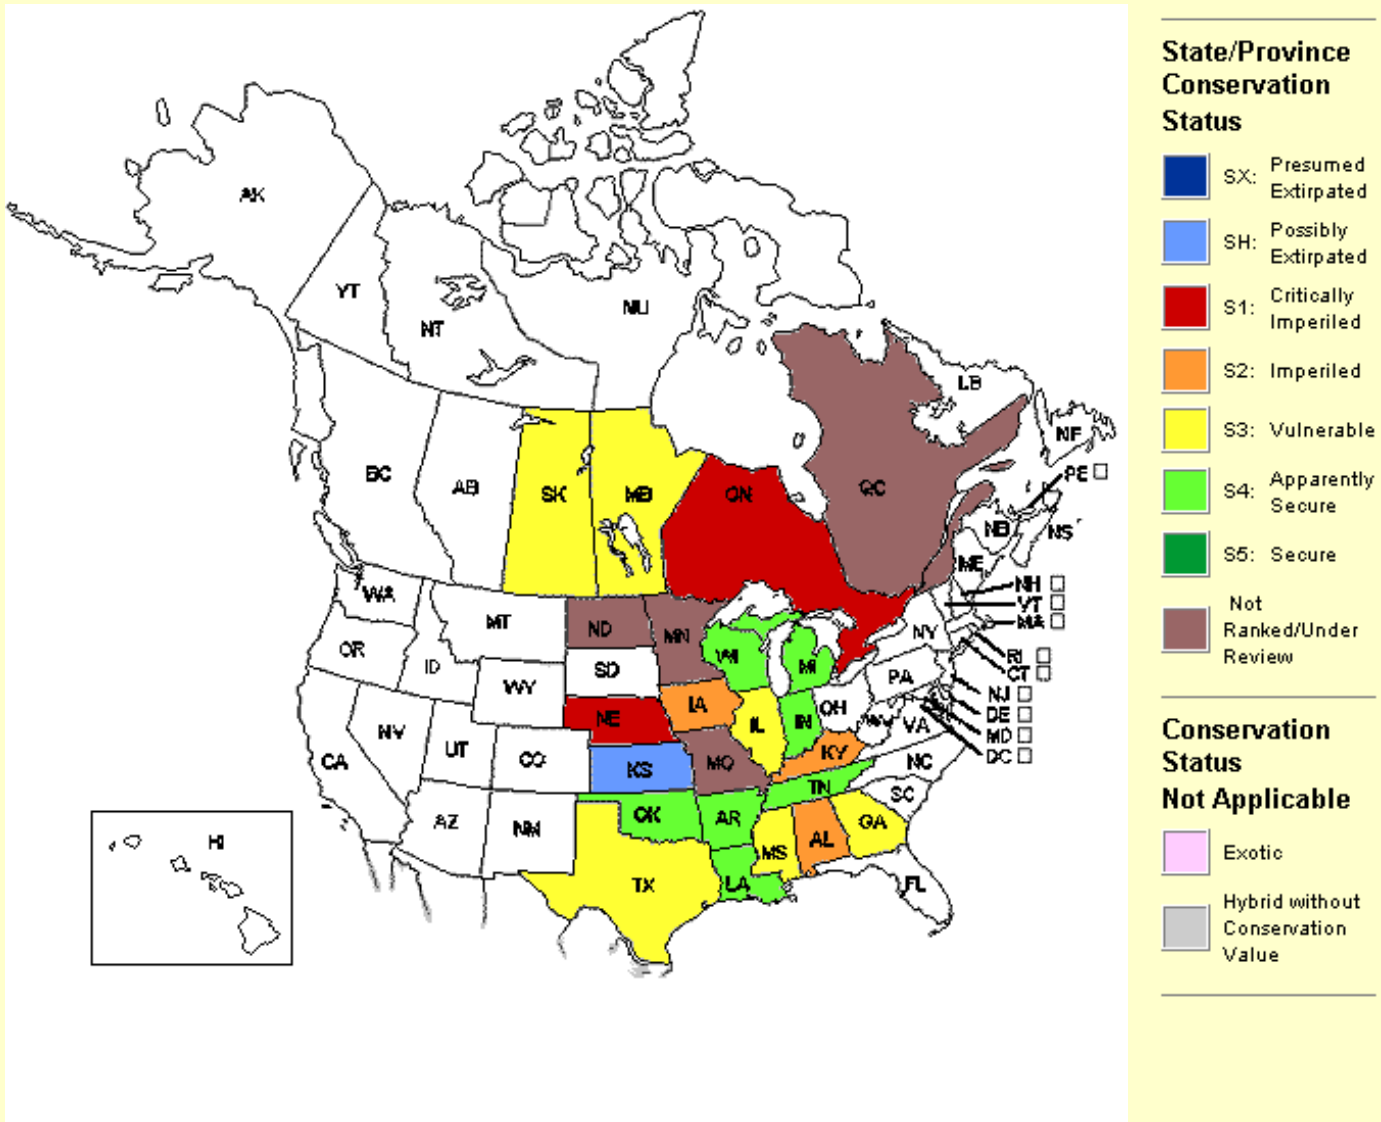 AK
YT
NT
NU
LB
NF
BC
AB
SK
MB
ON
QC
PE
NB
NS
ME
WA
NH
VT
MA
MT
ND
MN
OR
ID
SD
WI
MI
NY
RI
CT
WY
PA
NJ
NE
IA
IL
IN
OH
WV
VA
DE
MD
DC
NV
UT
CO
KS
MO
KY
NC
CA
TN
SC
AZ
NM
OK
AR
GA
MS
AL
HI
TX
LA
FL
State/Province
Conservation
Status
SX: Presumed
Extirpated
SH: Possibly
Extirpated
S1: Critically
Imperiled
S2: Imperiled
S3: Vulnerable
S4: Apparently
Secure
S5: Secure
Not
Ranked/Under
Review
Conservation
Status
Not Applicable
Exotic
Hybrid without
Conservation
Value